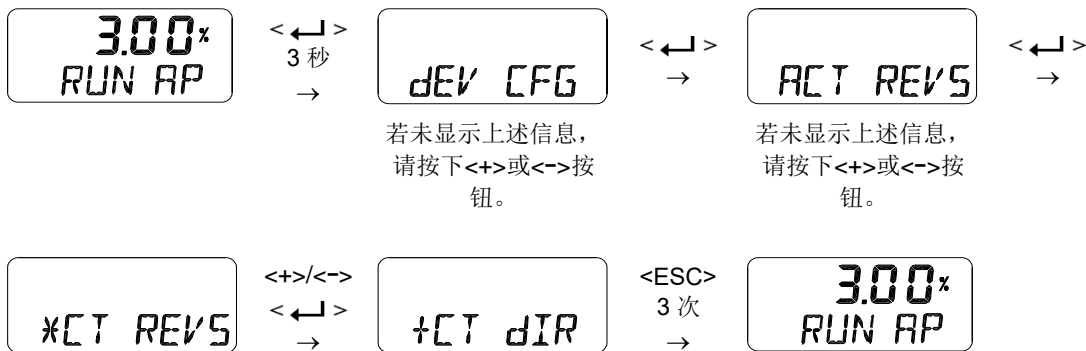 3.00%
RUN AP
< ↵ >
3 秒
→
dEV CFG
若未显示上述信息，
请按下<+>或<->按
钮。
< ↵ >
→
ACT REVS
若未显示上述信息，
请按下<+>或<->按
钮。
< ↵ >
→
*CT REVS
<+>/<->
< ↵ >
→
+CT dIR
<ESC>
3 次
→
3.00%
RUN AP